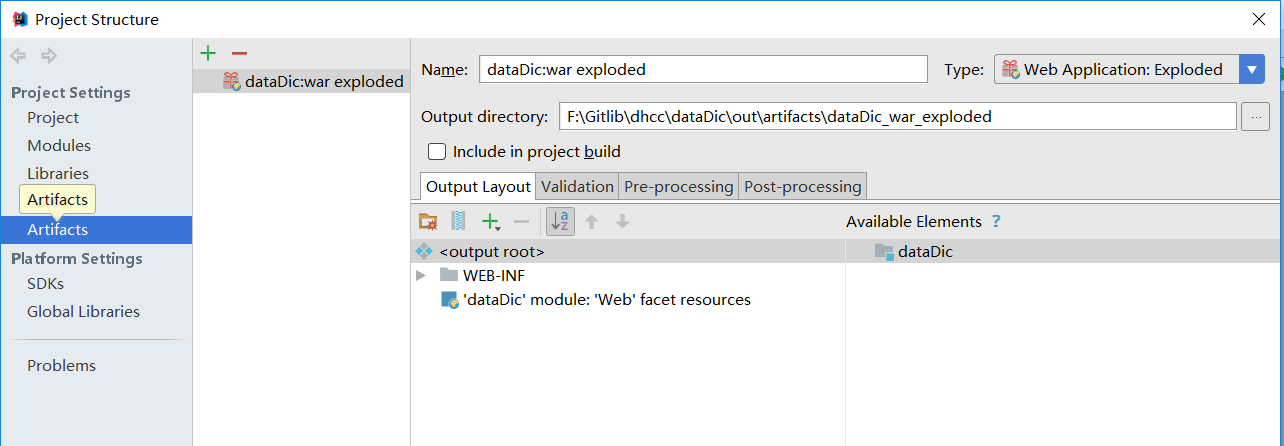 Project Structure
Project Settings
Project
Modules
Libraries
Artifacts
Artifacts
Platform Settings
SDKs
Global Libraries
Problems
dataDic:war exploded
Name: dataDic:war exploded Type: Web Application: Exploded
Output directory: F:\Gitlib\dhcc\dataDic\out\artifacts\dataDic_war_exploded ...
Include in project build
Output Layout Validation Pre-processing Post-processing
a z Available Elements ?
<output root> dataDic
WEB-INF
'dataDic' module: 'Web' facet resources